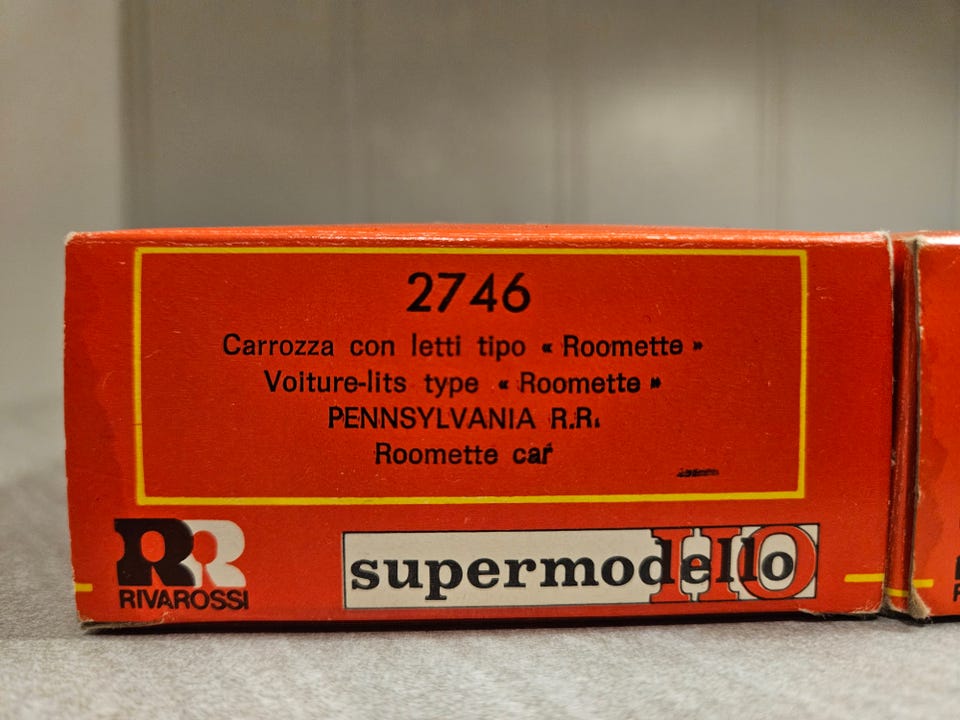 2746
Carrozza con letti tipo « Roomette »
Voiture-lits type « Roomette »
PENNSYLVANIA R.R.
Roomette car
RR
RIVAROSSI
supermodello HO